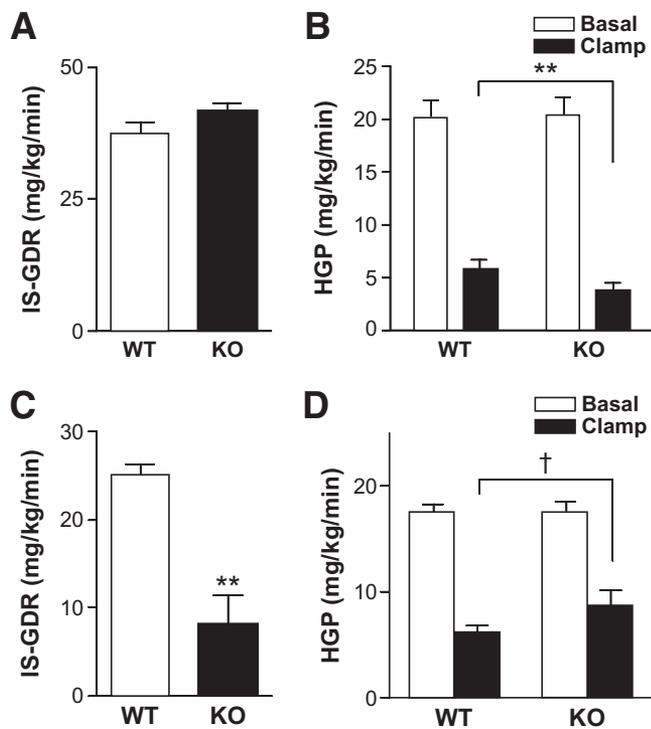 A
IS-GDR (mg/kg/min)
50
25
0
WT KO
B
Basal
Clamp
HGP (mg/kg/min)
25
20
15
10
5
0
**
WT KO
C
IS-GDR (mg/kg/min)
30
20
10
0
**
WT KO
D
Basal
Clamp
HGP (mg/kg/min)
20
10
0
†
WT KO